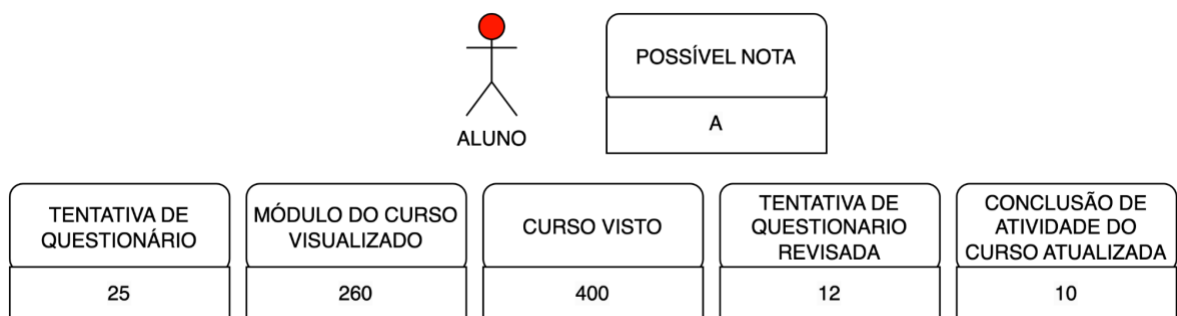 POSSÍVEL NOTA
A
ALUNO
TENTATIVA DE
QUESTIONÁRIO
25
MÓDULO DO CURSO
VISUALIZADO
260
CURSO VISTO
400
TENTATIVA DE
QUESTIONARIO
REVISADA
12
CONCLUSÃO DE
ATIVIDADE DO
CURSO ATUALIZADA
10